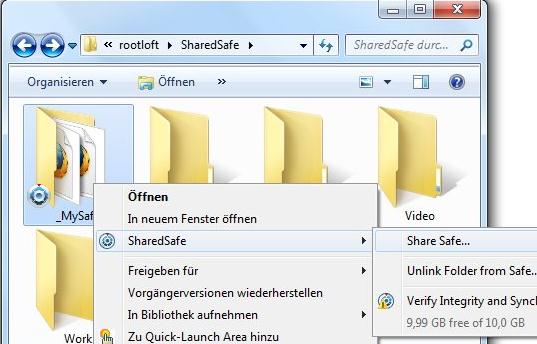 « rootloft ▸ SharedSafe ▸ SharedSafe durc...
Organisieren Öffnen »
Öffnen
In neuem Fenster öffnen
SharedSafe
Freigeben für
Vorgängerversionen wiederherstellen
In Bibliothek aufnehmen
Zu Quick-Launch Area hinzu
Share Safe...
Unlink Folder from Safe..
Verify Integrity and Syncl
9,99 GB free of 10,0 GB
_MySaf
Video
Work